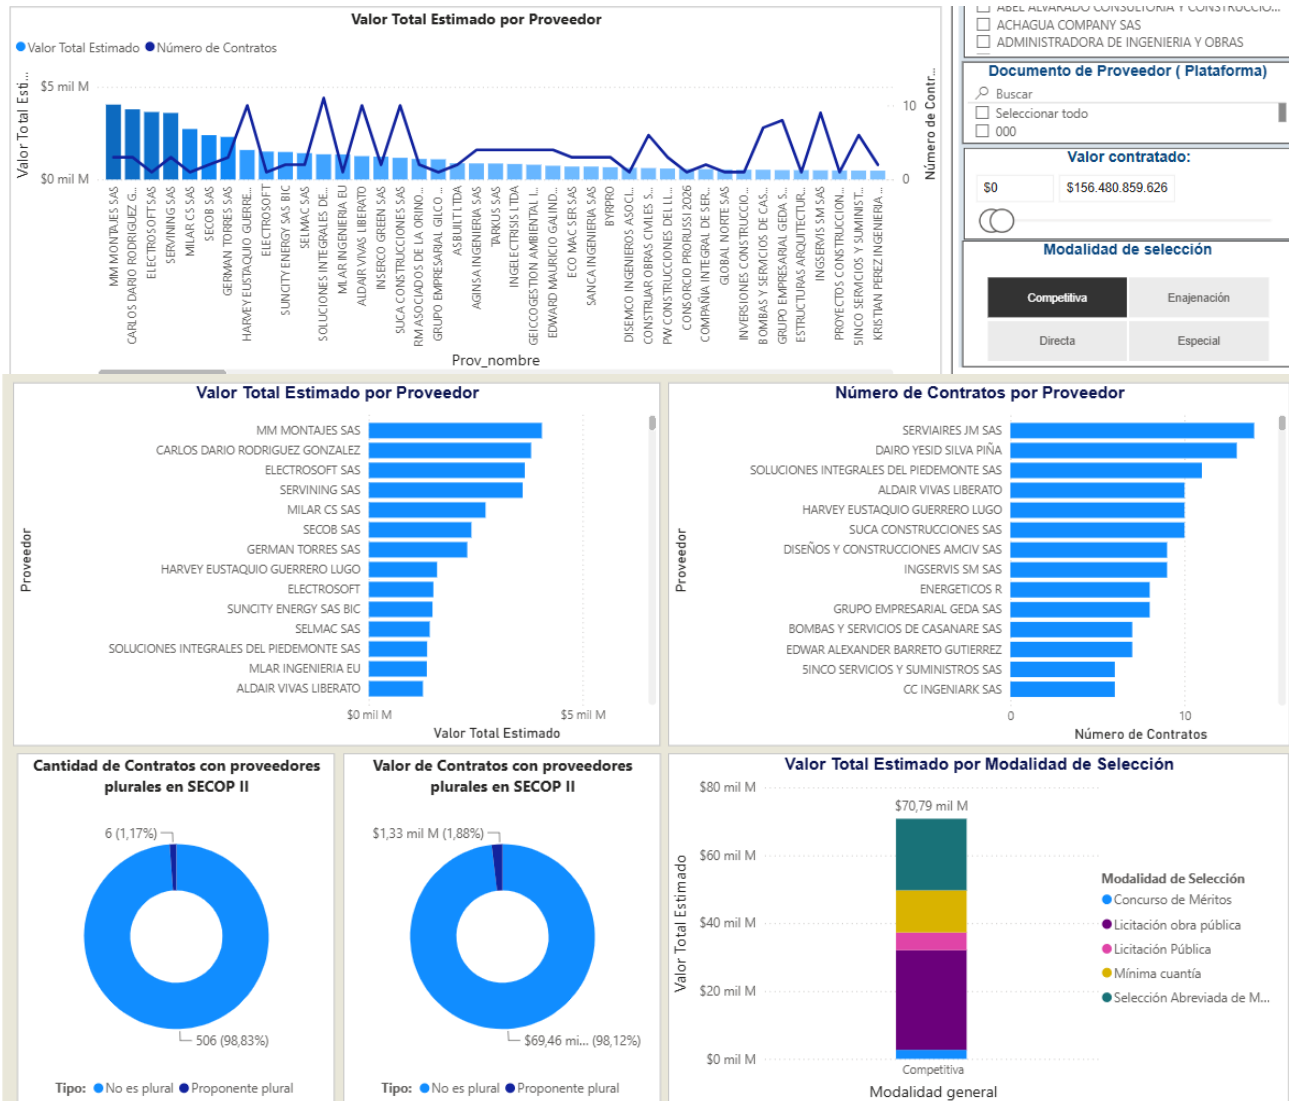 Valor Total Estimado por Proveedor
Valor Total Estimado Número de Contratos
Valor Total Esti...
$5 mil M
$0 mil M
10
0
Número de Contr...
MM MONTAJES SAS
CARLOS DARIO RODRIGUEZ G...
ELECTROSOFT SAS
SERVINING SAS
MILAR CS SAS
SECOB SAS
GERMAN TORRES SAS
HARVEY EUSTAQUIO GUERRE...
ELECTROSOFT
SUNCITY ENERGY SAS BIC
SELMAC SAS
SOLUCIONES INTEGRALES DE...
MLAR INGENIERIA EU
ALDAIR VIVAS LIBERATO
INSERCO GREEN SAS
SUCA CONSTRUCCIONES SAS
RM ASOCIADOS DE LA ORINO...
GRUPO EMPRESARIAL GILCO ...
ASBUILT LTDA
AGINSA INGENIERIA SAS
TARKUS SAS
INGELECTRISIS LTDA
GEICCOGESTION AMBIENTAL I...
EDWARD MAURICIO GALIND...
ECO MAC SER SAS
SANCA INGENIERIA SAS
BYRPRO
DISEMCO INGENIEROS ASOCI...
CONSTRUIAR OBRAS CIVILES S...
PW CONSTRUCCIONES DEL LL...
CONSORCIO PRORUSSI 2026
COMPAÑIA INTEGRAL DE SER...
GLOBAL NORTE SAS
INVERSIONES CONSTRUCCIO...
BOMBAS Y SERVICIOS DE CAS...
GRUPO EMPRESARIAL GEDA S...
ESTRUCTURAS ARQUITECTUR...
INGSERVIS SM SAS
PROYECTOS CONSTRUCCION...
5INCO SERVICIOS Y SUMINIST...
KRISTIAN PEREZ INGENIERIA ...
Prov_nombre
ABEL ALVARADO CONSULTORIA Y CONSTRUCCIO...
ACHAGUA COMPANY SAS
ADMINISTRADORA DE INGENIERIA Y OBRAS
Documento de Proveedor ( Plataforma)
Buscar
Seleccionar todo
000
Valor contratado:
$0 $156.480.859.626
Modalidad de selección
Competitiva Enajenación
Directa Especial
Valor Total Estimado por Proveedor
Proveedor
MM MONTAJES SAS
CARLOS DARIO RODRIGUEZ GONZALEZ
ELECTROSOFT SAS
SERVINING SAS
MILAR CS SAS
SECOB SAS
GERMAN TORRES SAS
HARVEY EUSTAQUIO GUERRERO LUGO
ELECTROSOFT
SUNCITY ENERGY SAS BIC
SELMAC SAS
SOLUCIONES INTEGRALES DEL PIEDEMONTE SAS
MLAR INGENIERIA EU
ALDAIR VIVAS LIBERATO
$0 mil M $5 mil M
Valor Total Estimado
Número de Contratos por Proveedor
Proveedor
SERVIAIRES JM SAS
DAIRO YESID SILVA PIÑA
SOLUCIONES INTEGRALES DEL PIEDEMONTE SAS
ALDAIR VIVAS LIBERATO
HARVEY EUSTAQUIO GUERRERO LUGO
SUCA CONSTRUCCIONES SAS
DISEÑOS Y CONSTRUCCIONES AMCIV SAS
INGSERVIS SM SAS
ENERGETICOS R
GRUPO EMPRESARIAL GEDA SAS
BOMBAS Y SERVICIOS DE CASANARE SAS
EDWAR ALEXANDER BARRETO GUTIERREZ
5INCO SERVICIOS Y SUMINISTROS SAS
CC INGENIARK SAS
0 10
Número de Contratos
Cantidad de Contratos con proveedores
plurales en SECOP II
6 (1,17%)
506 (98,83%)
Tipo: No es plural Proponente plural
Valor de Contratos con proveedores
plurales en SECOP II
$1,33 mil M (1,88%)
$69,46 mi... (98,12%)
Tipo: No es plural Proponente plural
Valor Total Estimado por Modalidad de Selección
Valor Total Estimado
$80 mil M
$60 mil M
$40 mil M
$20 mil M
$0 mil M
$70,79 mil M
Competitiva
Modalidad general
Modalidad de Selección
Concurso de Méritos
Licitación obra pública
Licitación Pública
Mínima cuantía
Selección Abreviada de M...